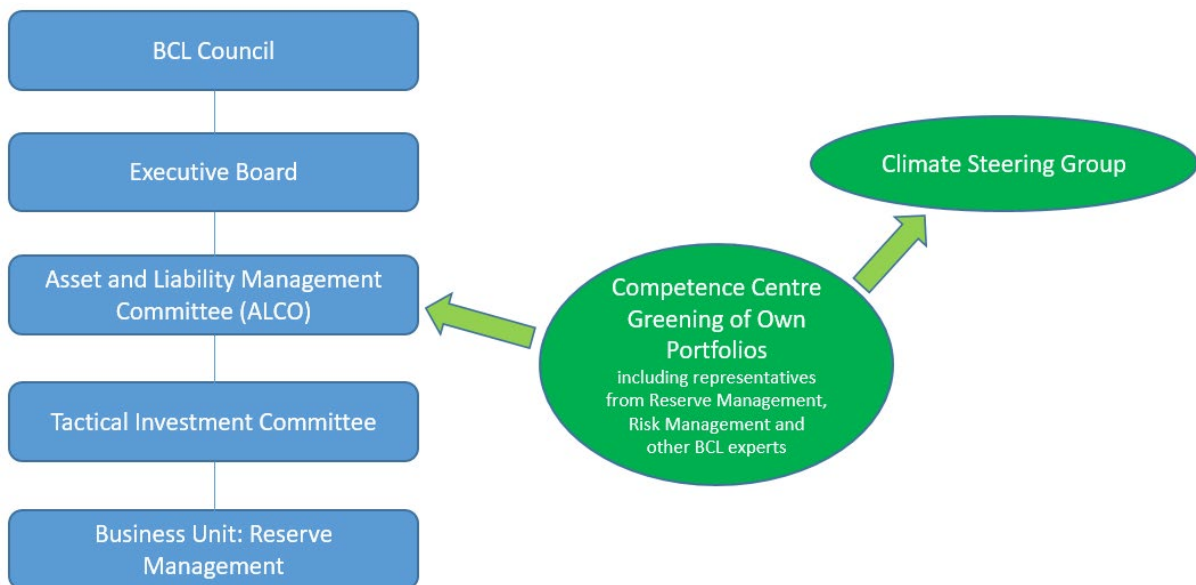 BCL Council
Executive Board
Asset and Liability Management
Committee (ALCO)
Tactical Investment Committee
Business Unit: Reserve
Management
Competence Centre
Greening of Own
Portfolios
including representatives
from Reserve Management,
Risk Management and
other BCL experts
Climate Steering Group